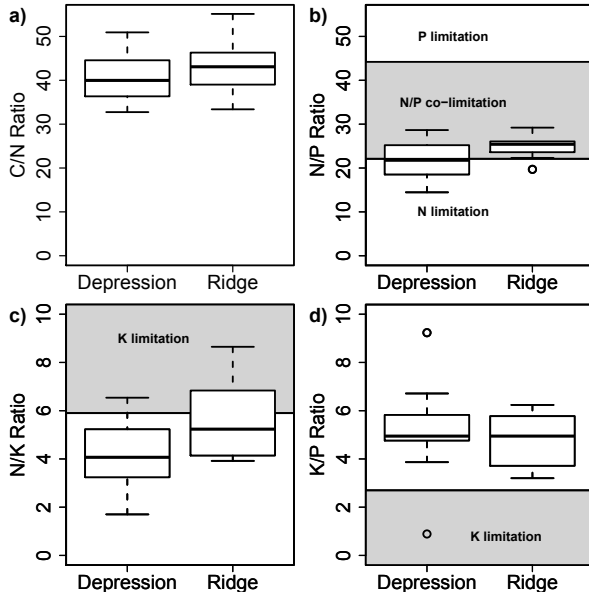 a)
C/N Ratio
50
40
30
20
10
0
Depression Ridge
b)
N/P Ratio
50
40
30
20
10
0
P limitation
N/P co-limitation
N limitation
Depression Ridge
c)
N/K Ratio
10
8
6
4
2
0
K limitation
Depression Ridge
d)
K/P Ratio
10
8
6
4
2
0
K limitation
Depression Ridge